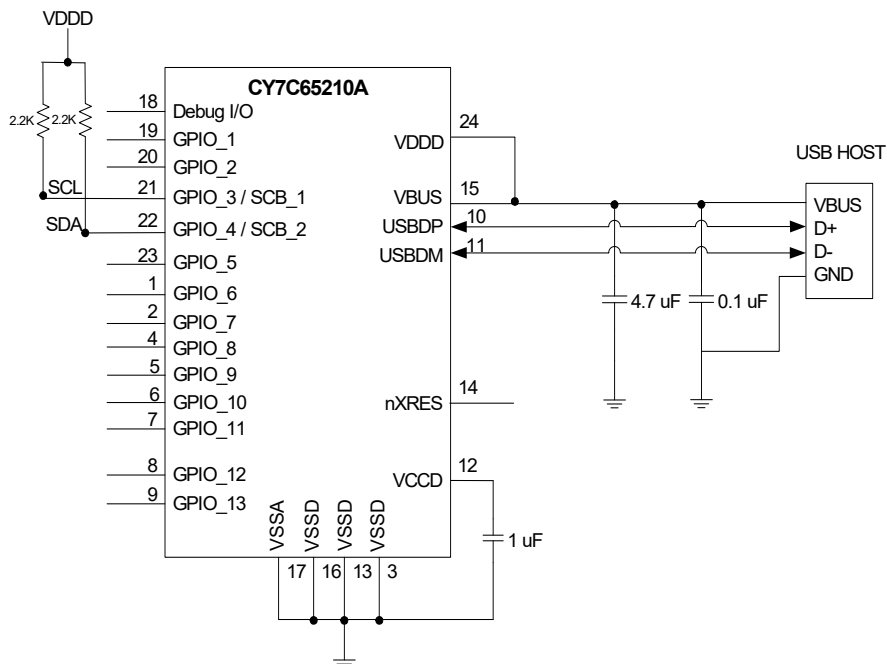 VDDD
CY7C65210A
2.2K
2.2K
18
Debug I/O
19
GPIO_1
20
GPIO_2
SCL
21
GPIO_3 / SCB_1
SDA
22
GPIO_4 / SCB_2
23
GPIO_5
1
GPIO_6
2
GPIO_7
4
GPIO_8
5
GPIO_9
6
GPIO_10
7
GPIO_11
8
GPIO_12
9
GPIO_13
VDDD
24
VBUS
15
USBDP
10
USBDM
11
nXRES
14
VCCD
12
VSSA
VSSD
VSSD
VSSD
17
16
13
3
1 uF
4.7 uF
0.1 uF
USB HOST
VBUS
D+
D-
GND